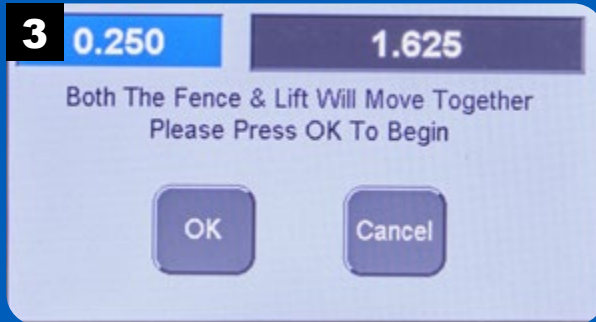 3
0.250 1.625
Both The Fence & Lift Will Move Together
Please Press OK To Begin
OK Cancel